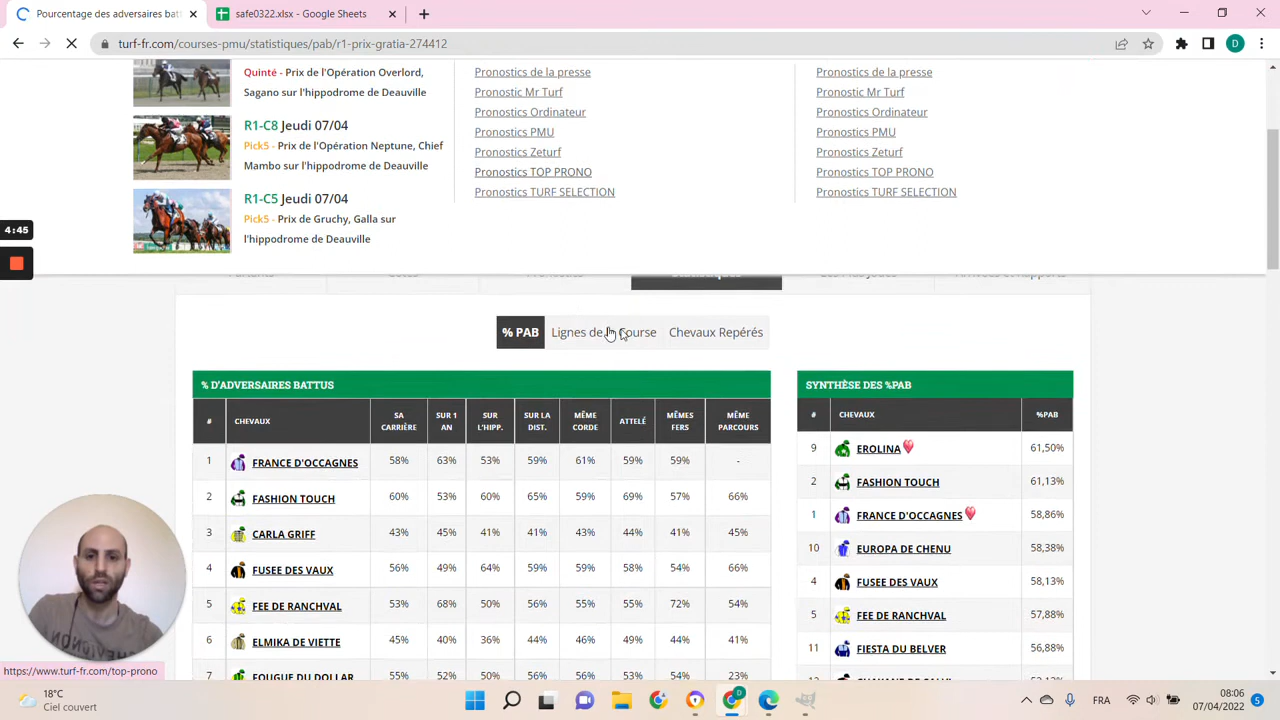 Pourcentage des adversaires bat
safe0322.xlsx - Google Sheets
turf-fr.com/courses-pmu/statistiques/pab/r1-prix-gratia-274412
D
Quinté - Prix de l'Opération Overlord,
Sagano sur l'hippodrome de Deauville
R1-C8 Jeudi 07/04
Pick5 - Prix de l'Opération Neptune, Chief
Mambo sur l'hippodrome de Deauville
R1-C5 Jeudi 07/04
Pick5 - Prix de Gruchy, Galla sur
l'hippodrome de Deauville
Pronostics de la presse
Pronostic Mr Turf
Pronostics Ordinateur
Pronostics PMU
Pronostics Zeturf
Pronostics TOP PRONO
Pronostics TURF SELECTION
Pronostics de la presse
Pronostic Mr Turf
Pronostics Ordinateur
Pronostics PMU
Pronostics Zeturf
Pronostics TOP PRONO
Pronostics TURF SELECTION
4:45
% PAB Lignes de Course Chevaux Repérés
% D'ADVERSAIRES BATTUS
# CHEVAUX SA CARRIÈRE SUR 1 AN SUR L'HIPP. SUR LA DIST. MÊME CORDE ATTELÉ MÊMES FERS MÊME PARCOURS
1 FRANCE D'OCCAGNES 58% 63% 53% 59% 61% 59% 59% -
2 FASHION TOUCH 60% 53% 60% 65% 59% 69% 57% 66%
3 CARLA GRIFF 43% 45% 41% 41% 43% 44% 41% 45%
4 FUSEE DES VAUX 56% 49% 64% 59% 59% 58% 54% 66%
5 FEE DE RANCHVAL 53% 68% 50% 56% 55% 55% 72% 54%
6 ELMIKA DE VIETTE 45% 40% 36% 44% 46% 49% 44% 41%
7 FOUGUE DU DOLLAR 55% 52% 50% 56% 56% 53% 54% 23%
SYNTHÈSE DES %PAB
# CHEVAUX %PAB
9 EROLINA 61,50%
2 FASHION TOUCH 61,13%
1 FRANCE D'OCCAGNES 58,86%
10 EUROPA DE CHENU 58,38%
4 FUSEE DES VAUX 58,13%
5 FEE DE RANCHVAL 57,88%
11 FIESTA DU BELVER 56,88%
https://www.turf-fr.com/top-prono
18°C
Ciel couvert
D
FRA
08:06
07/04/2022
5